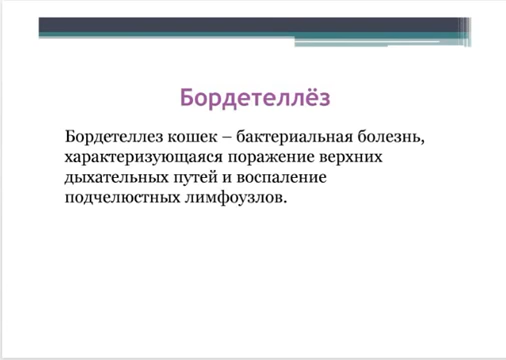 Бордетеллёз
Бордетеллез кошек – бактериальная болезнь,
характеризующаяся поражение верхних
дыхательных путей и воспаление
подчелюстных лимфоузлов.